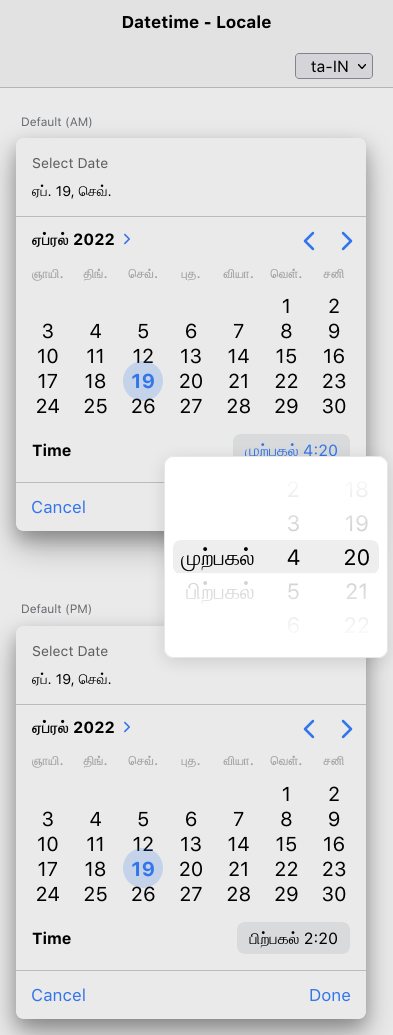 Datetime - Locale
ta-IN
Default (AM)
Select Date
ஏப். 19, செவ்.
ஏப்ரல் 2022
ஞாயி. திங். செவ். புத. வியா. வெள். சனி
1 2
3 4 5 6 7 8 9
10 11 12 13 14 15 16
17 18 19 20 21 22 23
24 25 26 27 28 29 30
Time முற்பகல் 4:20
Cancel
2 18
3 19
முற்பகல் 4 20
பிற்பகல் 5 21
6 22
Default (PM)
Select Date
ஏப். 19, செவ்.
ஏப்ரல் 2022
ஞாயி. திங். செவ். புத. வியா. வெள். சனி
1 2
3 4 5 6 7 8 9
10 11 12 13 14 15 16
17 18 19 20 21 22 23
24 25 26 27 28 29 30
Time பிற்பகல் 2:20
Cancel Done